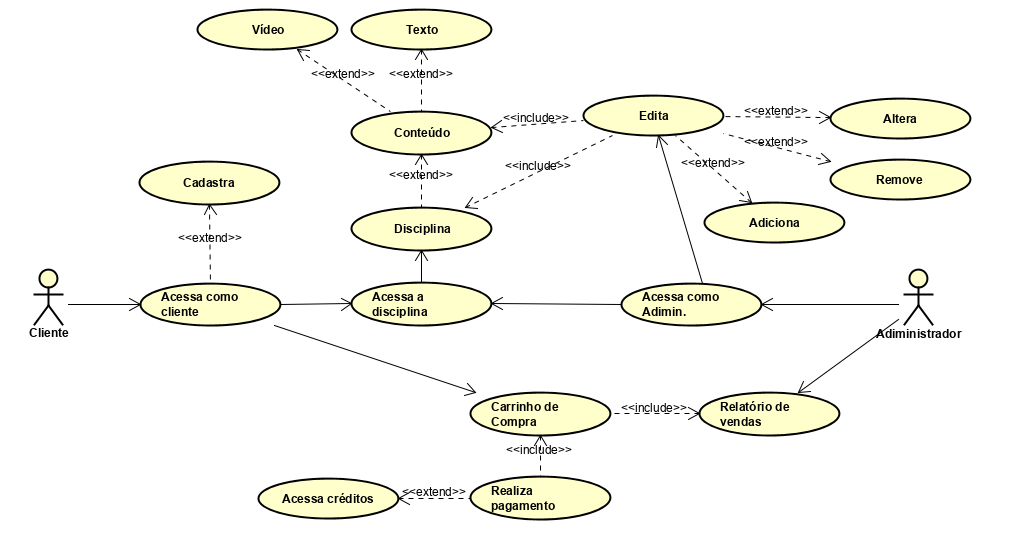 Vídeo
Texto
<<extend>>
<<extend>>
Conteúdo
<<include>>
Edita
<<extend>>
Altera
<<extend>>
Remove
<<include>>
<<extend>>
<<extend>>
Cadastra
Disciplina
Adiciona
<<extend>>
Acessa como
cliente
Acessa a
disciplina
Acessa como
Admin.
Cliente
Adiministrador
Carrinho de
Compra
<<include>>
Relatório de
vendas
<<include>>
Acessa créditos
<<extend>>
Realiza
pagamento